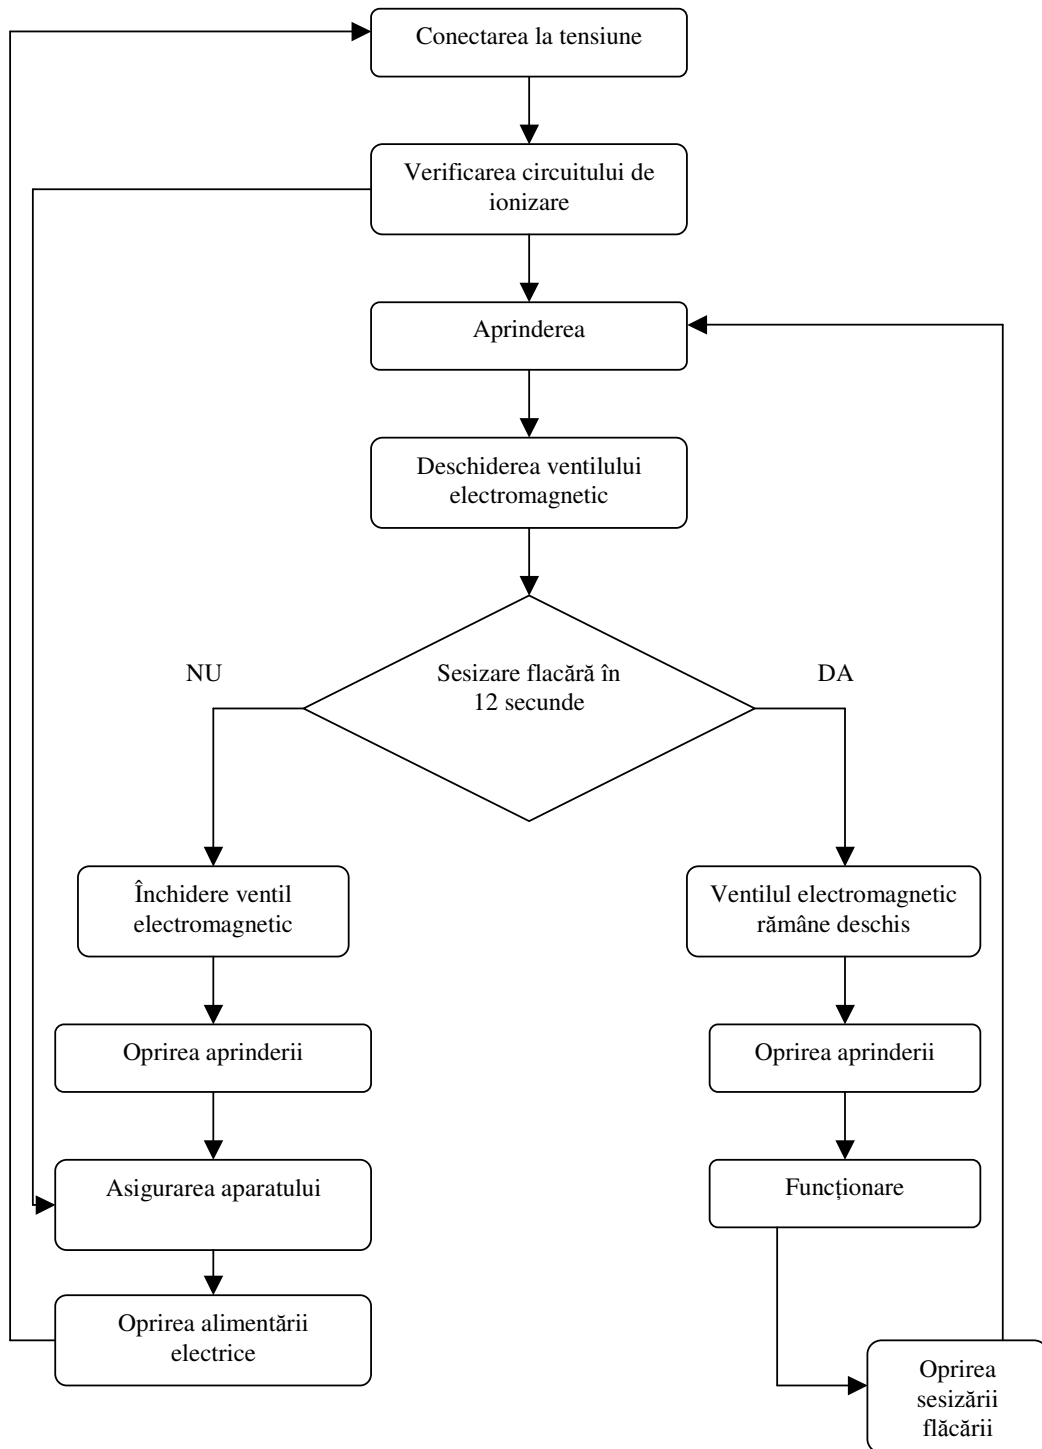 Conectarea la tensiune
Verificarea circuitului de
ionizare
Aprinderea
Deschiderea ventilului
electromagnetic
NU
Sesizare flacără în
12 secunde
DA
Închidere ventil
electromagnetic
Ventilul electromagnetic
rămâne deschis
Oprirea aprinderii
Oprirea aprinderii
Asigurarea aparatului
Funcționare
Oprirea alimentării
electrice
Oprirea
sesizării
flăcării